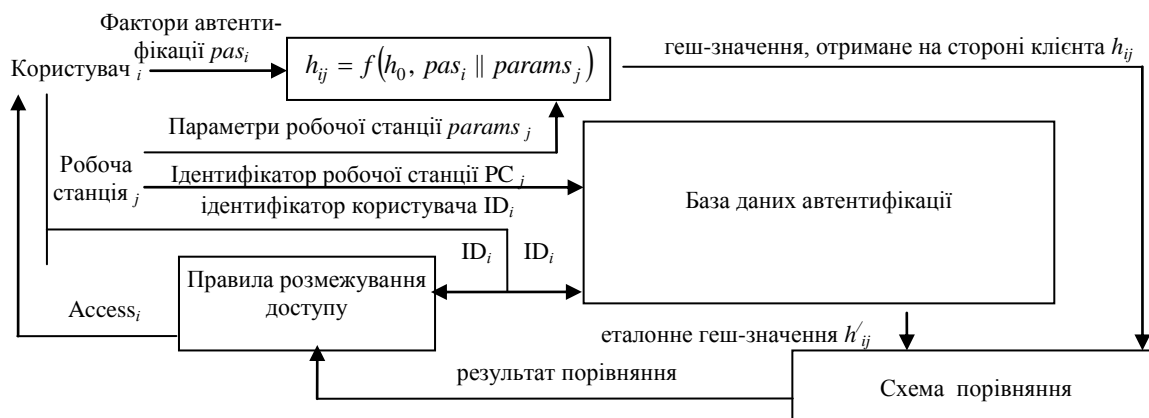 Фактори автенти-
фікації pasᵢ
Користувач ᵢ
hᵢⱼ = f(h₀, pasᵢ || paramsⱼ)
геш-значення, отримане на стороні клієнта hᵢⱼ
Параметри робочої станції params ⱼ
Робоча
станція ⱼ
Ідентифікатор робочої станції РС ⱼ
ідентифікатор користувача IDᵢ
База даних автентифікації
IDᵢ
IDᵢ
Правила розмежування
доступу
Accessᵢ
еталонне геш-значення h′ᵢⱼ
результат порівняння
Схема порівняння